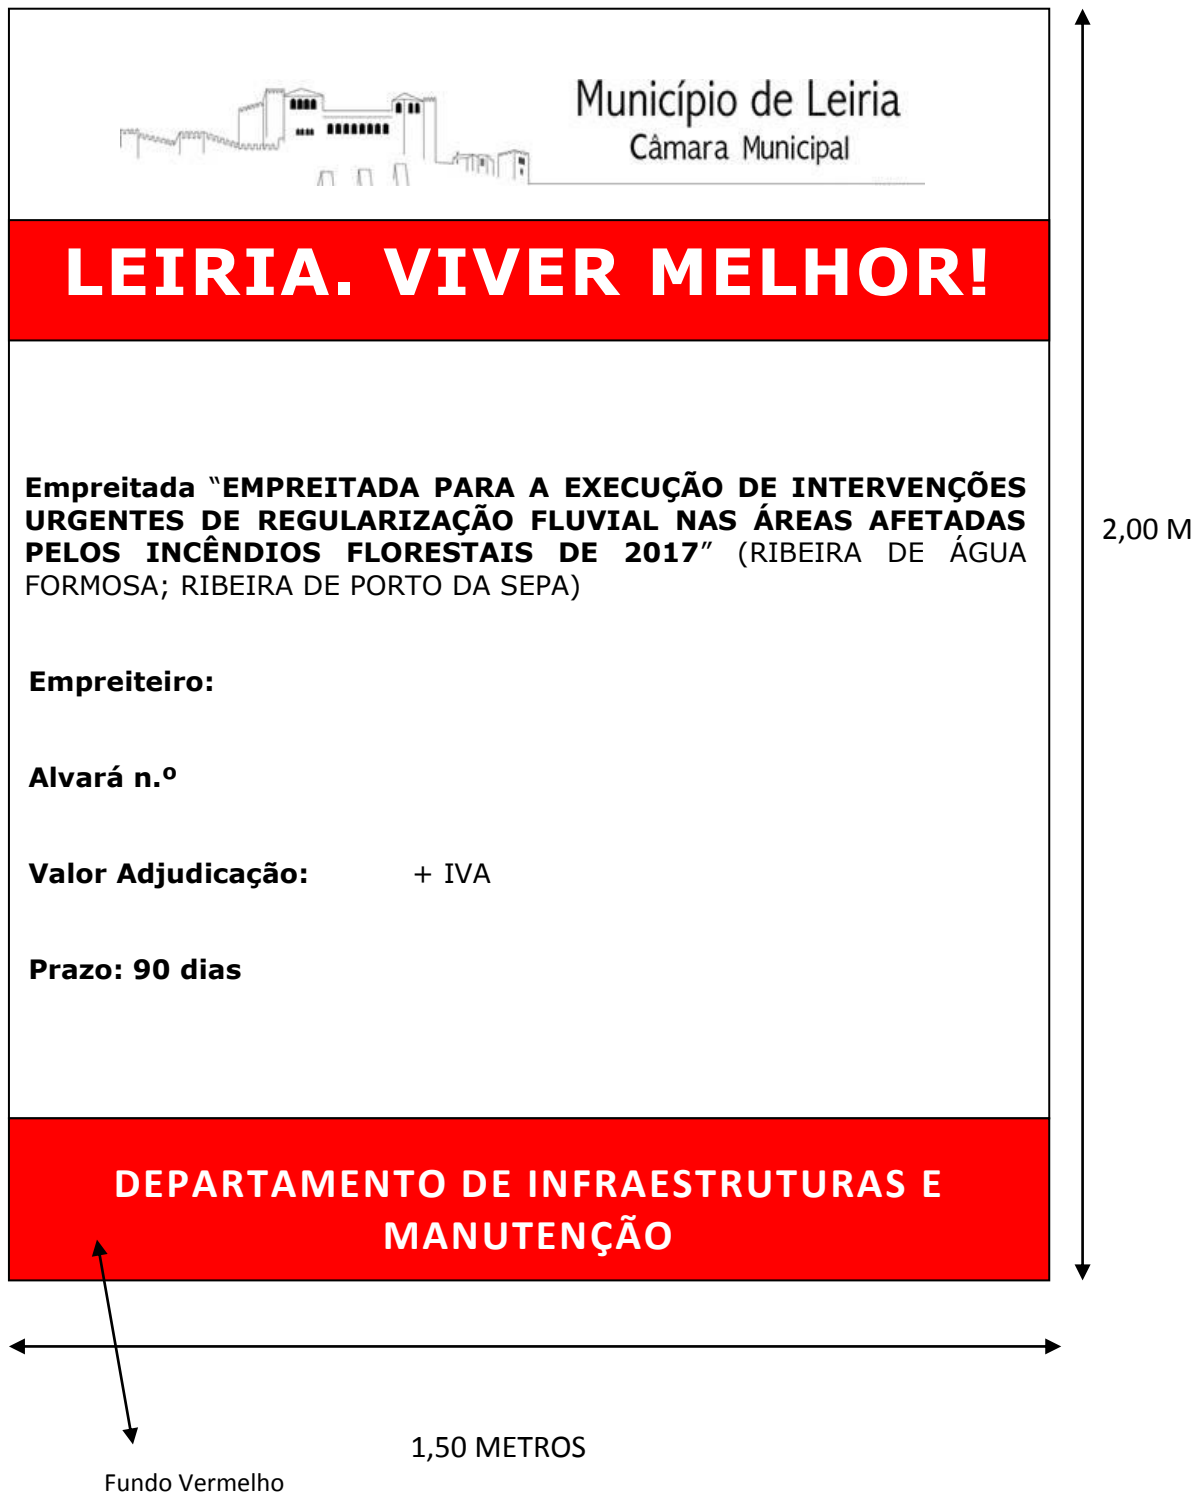 Município de Leiria
Câmara Municipal
LEIRIA. VIVER MELHOR!
Empreitada “EMPREITADA PARA A EXECUÇÃO DE INTERVENÇÕES
URGENTES DE REGULARIZAÇÃO FLUVIAL NAS ÁREAS AFETADAS
PELOS INCÊNDIOS FLORESTAIS DE 2017” (RIBEIRA DE ÁGUA
FORMOSA; RIBEIRA DE PORTO DA SEPA)
2,00 M
Empreiteiro:
Alvará n.º
Valor Adjudicação: + IVA
Prazo: 90 dias
DEPARTAMENTO DE INFRAESTRUTURAS E
MANUTENÇÃO
1,50 METROS
Fundo Vermelho